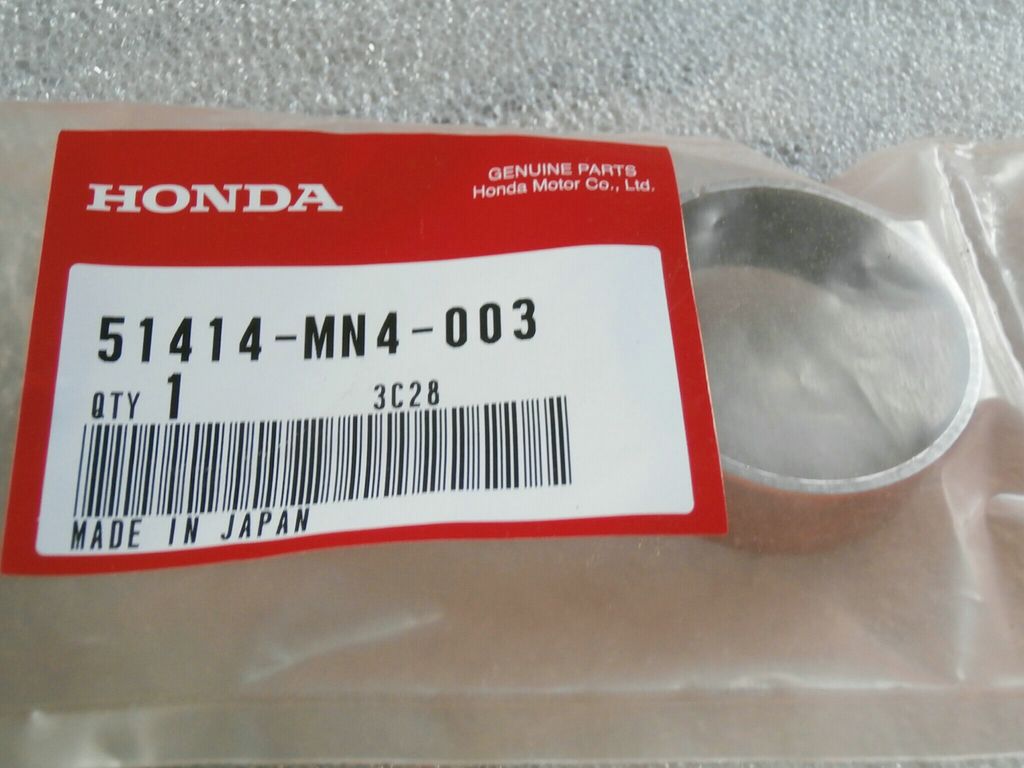 HONDA
GENUINE PARTS
Honda Motor Co., Ltd.
51414-MN4-003
QTY 1 3C28
MADE IN JAPAN